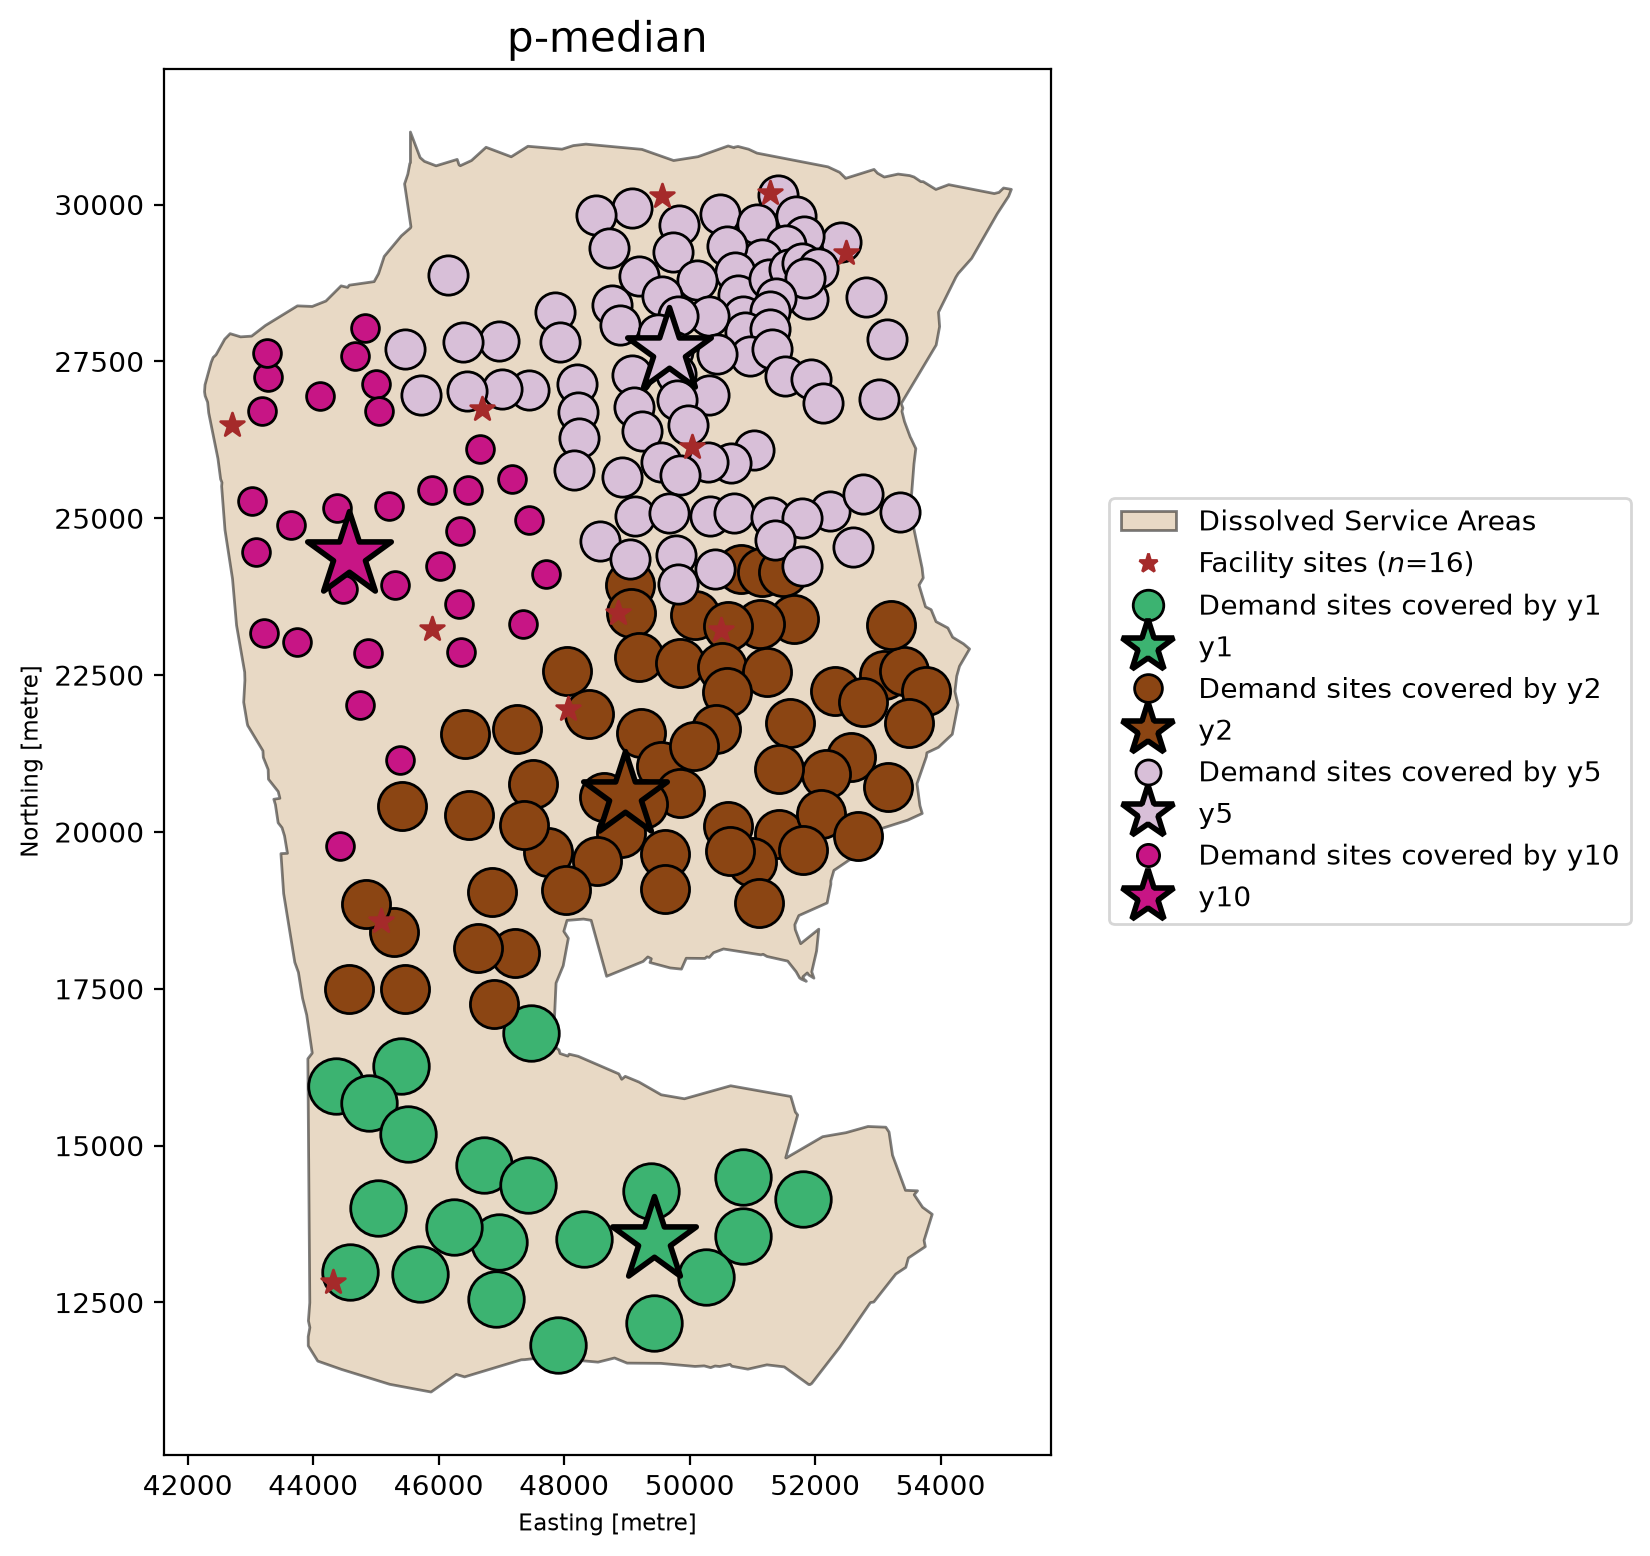 p-median
30000
27500
25000
22500
20000
17500
15000
12500
Northing [metre]
42000 44000 46000 48000 50000 52000 54000
Easting [metre]
Dissolved Service Areas
Facility sites (n=16)
Demand sites covered by y1
y1
Demand sites covered by y2
y2
Demand sites covered by y5
y5
Demand sites covered by y10
y10